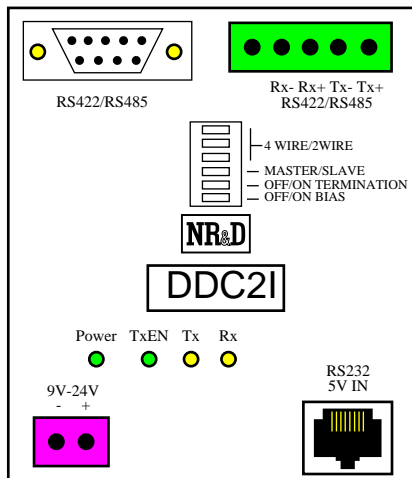 RS422/RS485
Rx- Rx+ Tx- Tx+
RS422/RS485
4 WIRE/2WIRE
MASTER/SLAVE
OFF/ON TERMINATION
OFF/ON BIAS
NR&D
DDC2I
Power TxEN Tx Rx
9V-24V
- +
RS232
5V IN